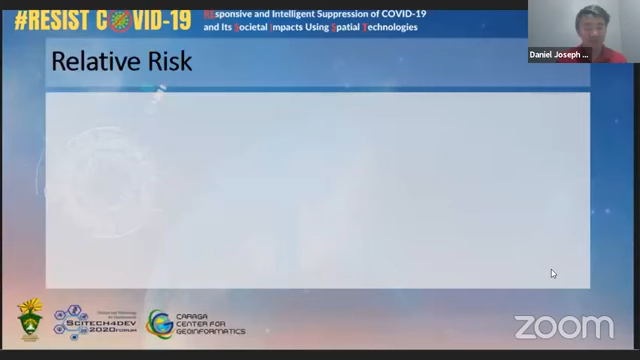 #RESIST COVID-19
REsponsive and Intelligent Suppression of COVID-19
and Its Societal Impacts Using Spatial Technologies
Daniel Joseph ...
Relative Risk
SCITECH4DEV
2020 FORUM
CARAGA
CENTER FOR
GEOINFORMATICS
zoom